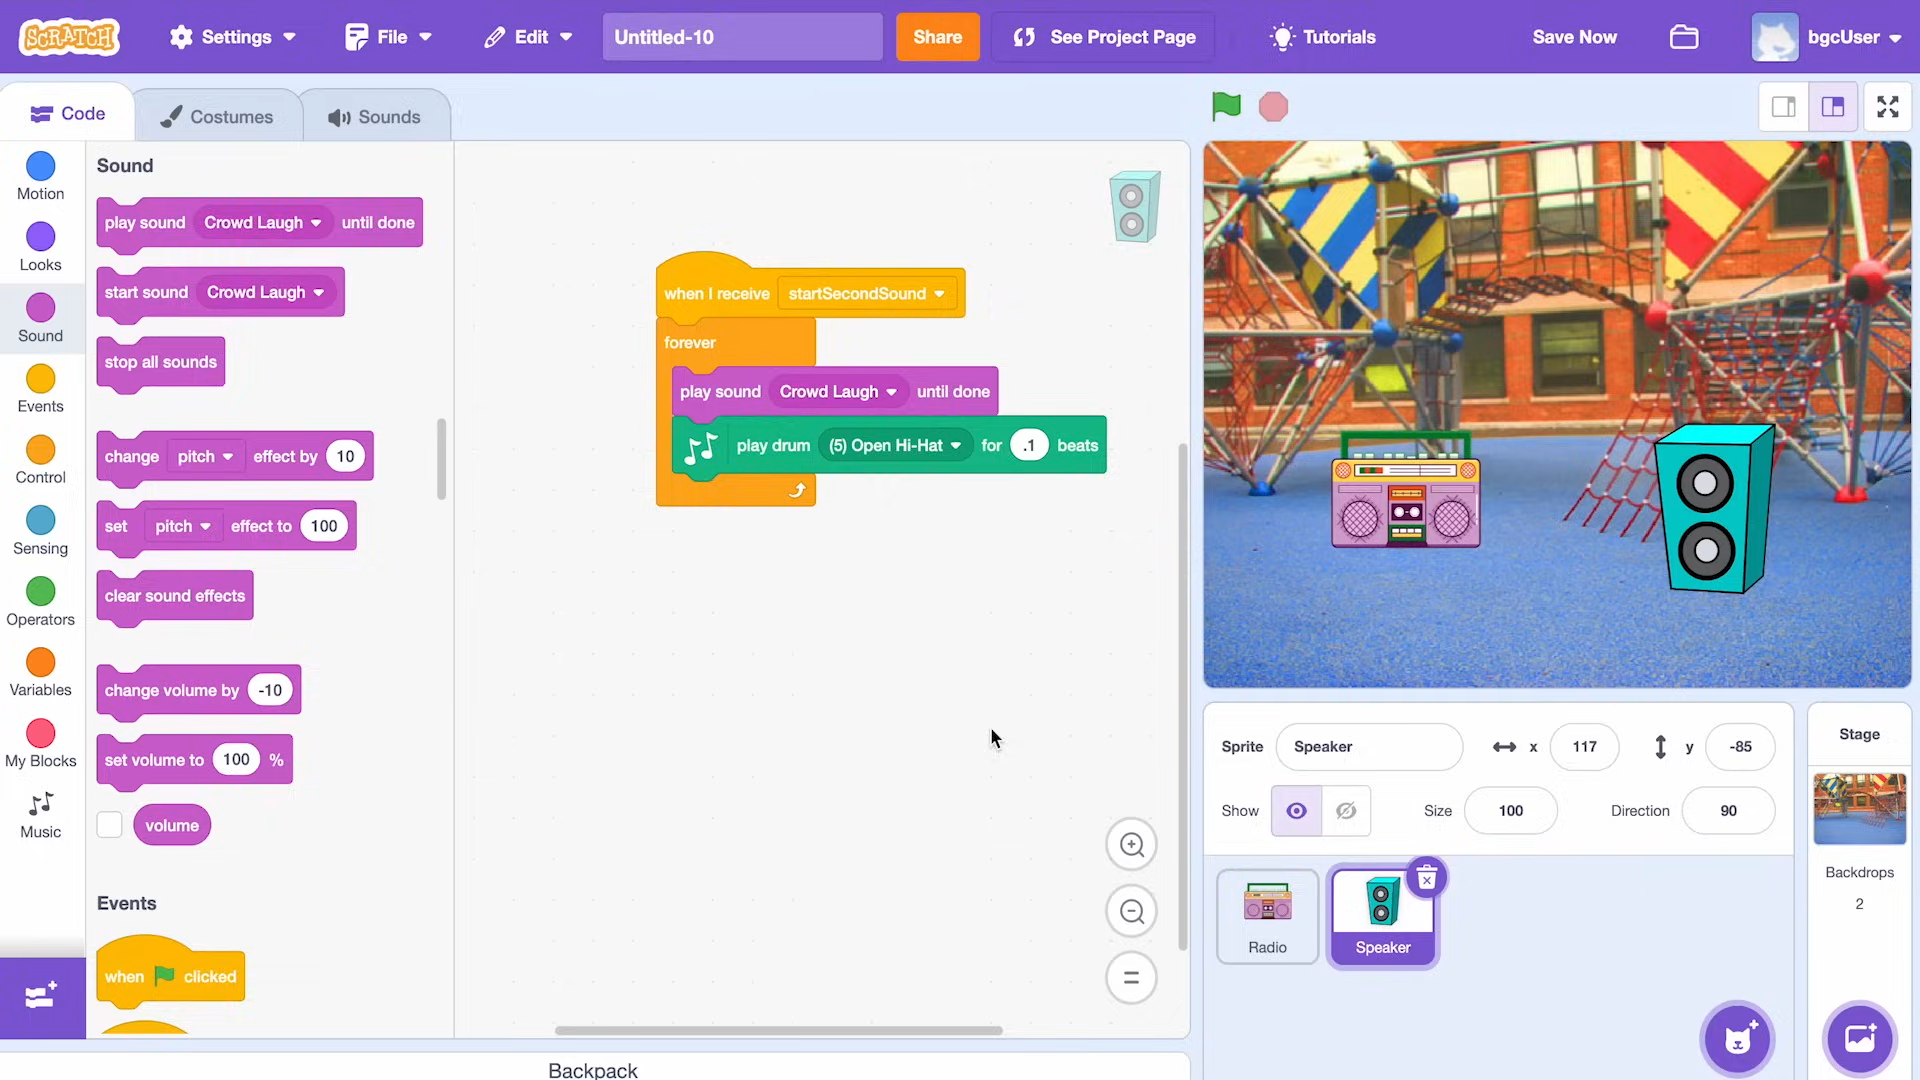 SCRATCH Settings File Edit Untitled-10 Share See Project Page Tutorials Save Now bgcUser
Code Costumes Sounds
Motion
Looks
Sound
Events
Control
Sensing
Operators
Variables
My Blocks
Music
Sound
play sound Crowd Laugh until done
start sound Crowd Laugh
stop all sounds
change pitch effect by 10
set pitch effect to 100
clear sound effects
change volume by -10
set volume to 100 %
volume
Events
when clicked
when I receive startSecondSound
forever
play sound Crowd Laugh until done
play drum (5) Open Hi-Hat for .1 beats
Backpack
Sprite Speaker x 117 y -85
Show Size 100 Direction 90
Radio
Speaker
Stage
Backdrops
2